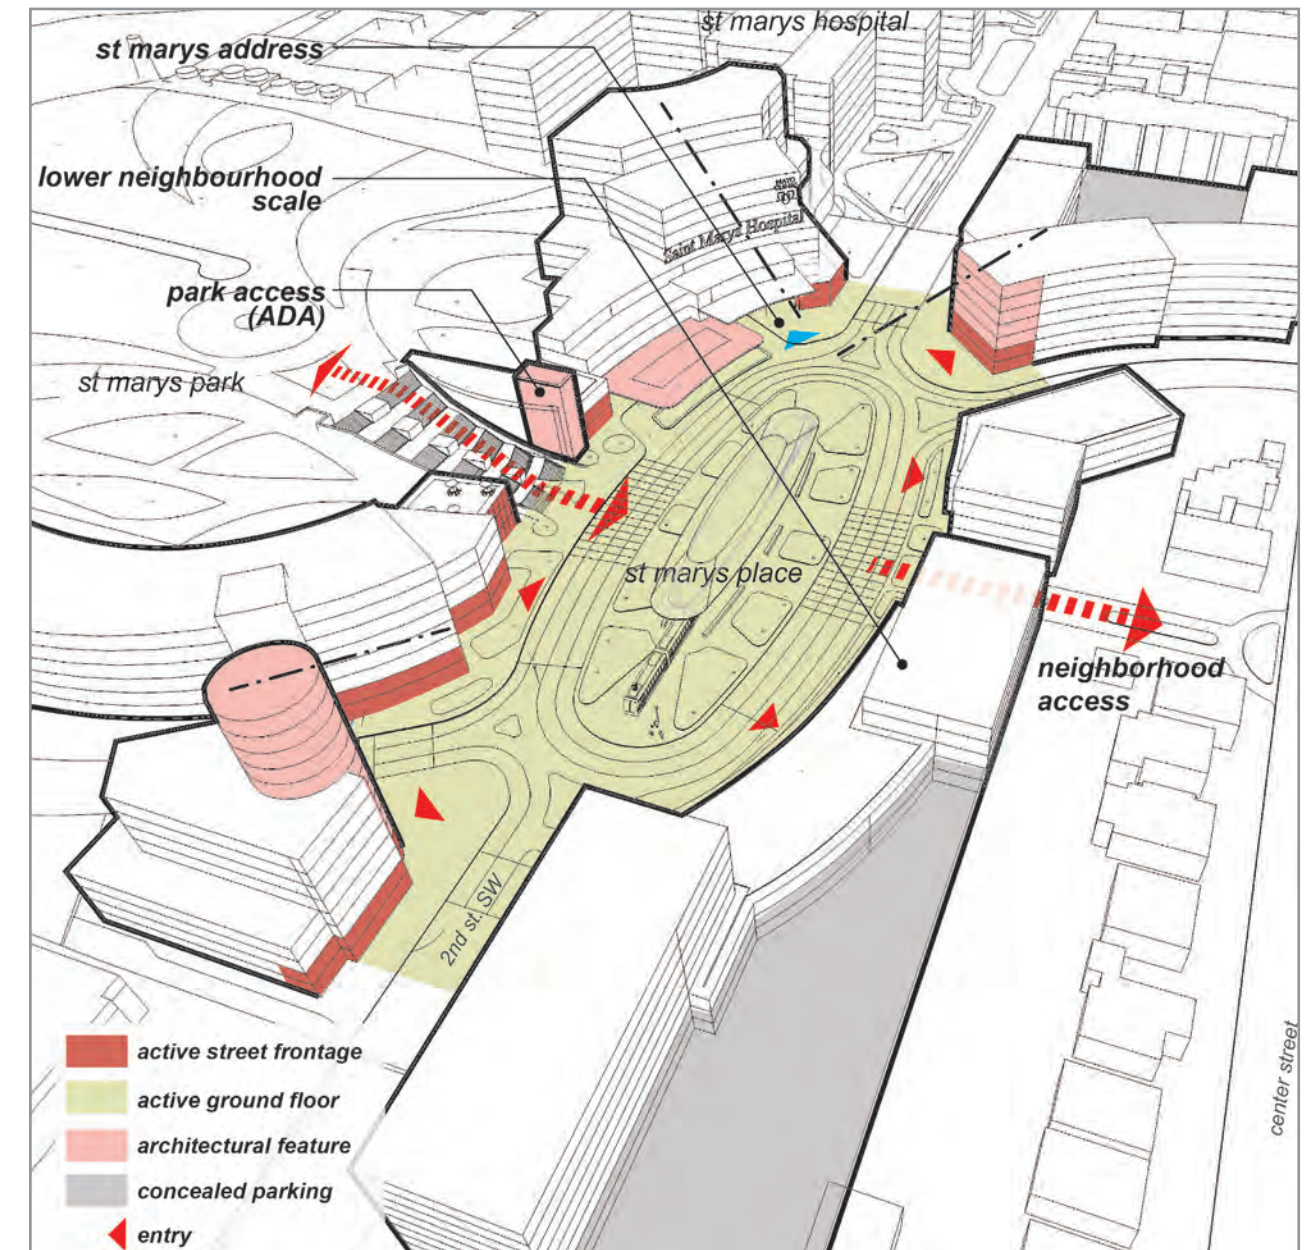 st marys hospital
st marys address
lower neighbourhood
scale
MAYO
CLINIC
Saint Marys Hospital
park access
(ADA)
st marys park
st marys place
neighborhood
access
2nd st. SW
center street
active street frontage
active ground floor
architectural feature
concealed parking
entry